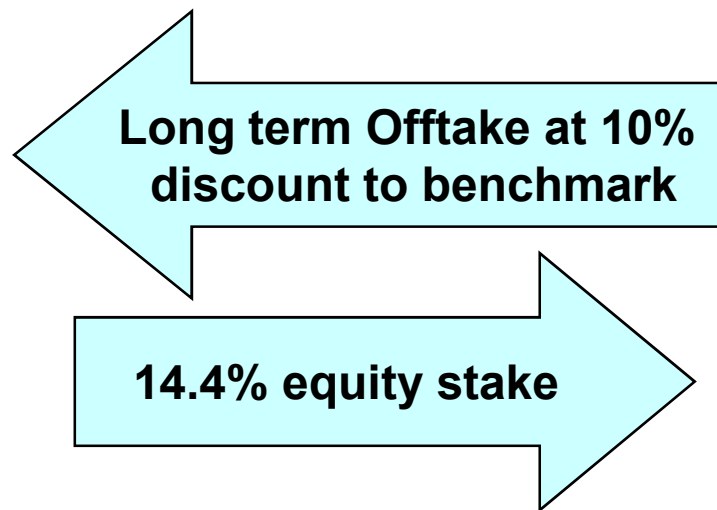 Long term Offtake at 10%
discount to benchmark
14.4% equity stake